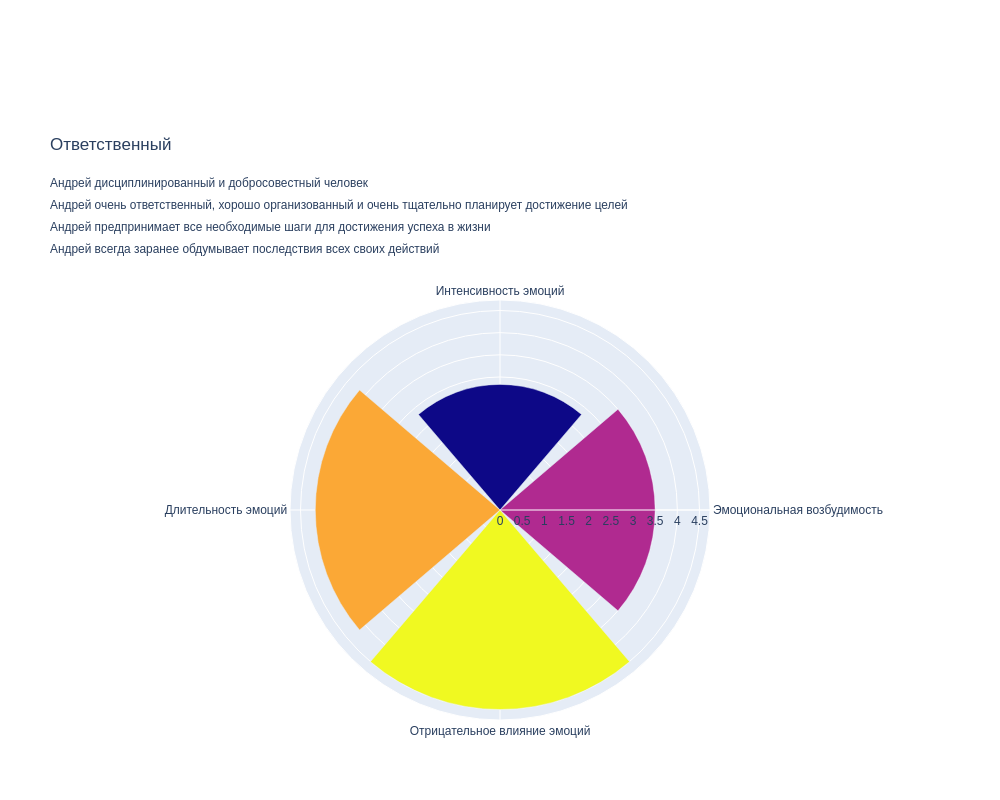 Ответственный
Андрей дисциплинированный и добросовестный человек
Андрей очень ответственный, хорошо организованный и очень тщательно планирует достижение целей
Андрей предпринимает все необходимые шаги для достижения успеха в жизни
Андрей всегда заранее обдумывает последствия всех своих действий
Интенсивность эмоций
Длительность эмоций
Эмоциональная возбудимость
0 0.5 1 1.5 2 2.5 3 3.5 4 4.5
Отрицательное влияние эмоций